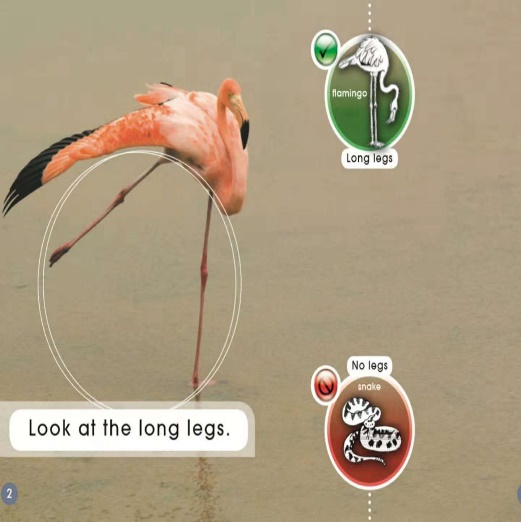 flamingo
Long legs
No legs
snake
Look at the long legs.
2